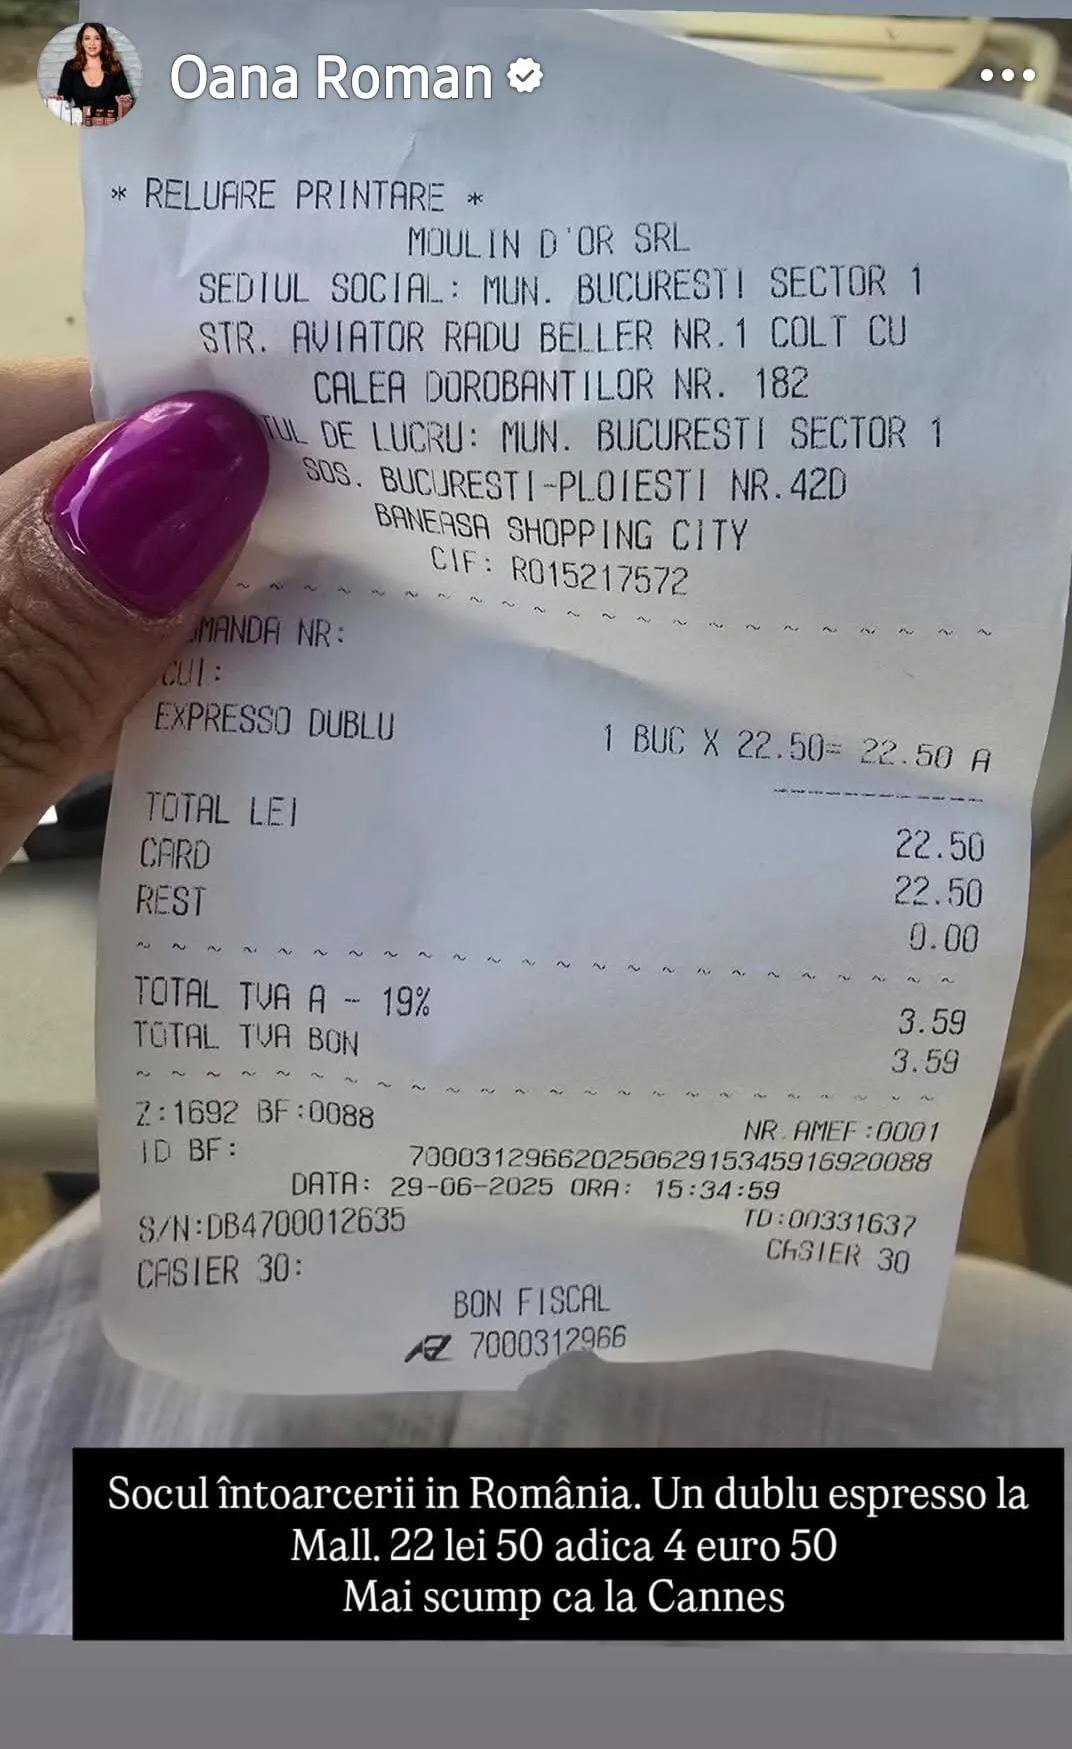 Oana Roman
* RELUARE PRINTARE *
MOULIN D'OR SRL
SEDIUL SOCIAL: MUN. BUCURESTI SECTOR 1
STR. AVIATOR RADU BELLER NR.1 COLT CU
CALEA DOROBANTILOR NR. 182
TUL DE LUCRU: MUN. BUCURESTI SECTOR 1
SOS. BUCURESTI-PLOIESTI NR.42D
BANEASA SHOPPING CITY
CIF: RO15217572
MANDA NR:
CUI:
EXPRESSO DUBLU 1 BUC X 22.50= 22.50 A
TOTAL LEI 22.50
CARD 22.50
REST 0.00
TOTAL TVA A - 19% 3.59
TOTAL TVA BON 3.59
Z:1692 BF:0088 NR.AMEF:0001
ID BF: 70003129662025062915345916920088
DATA: 29-06-2025 ORA: 15:34:59
S/N:DB4700012635 TD:00331637
CASIER 30: CASIER 30
BON FISCAL
7000312966
Socul întoarcerii in România. Un dublu espresso la
Mall. 22 lei 50 adica 4 euro 50
Mai scump ca la Cannes